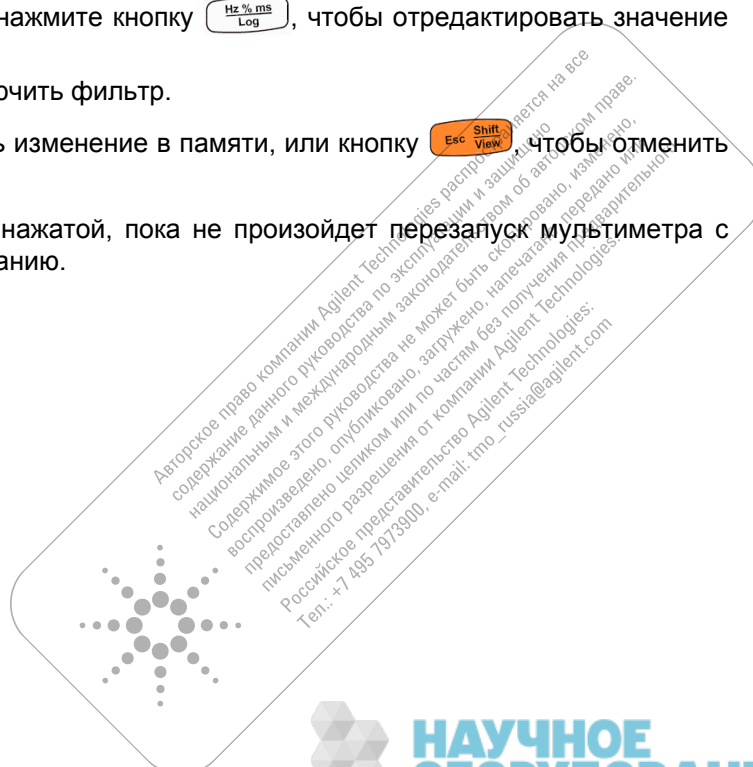 нажмите кнопку Hz % ms Log , чтобы отредактировать значение
ючить фильтр.
ь изменение в памяти, или кнопку Esc Shift View , чтобы отменить
нажатой, пока не произойдет перезапуск мультиметра с
анию.
Авторское право компании Agilent Technologies распространяется на все
содержание данного руководства по эксплуатации и защищено
национальным и международным законодательством об авторском праве.
Содержимое этого руководства не может быть скопировано, изменено,
воспроизведено, опубликовано, загружено, напечатано, передано или
предоставлено целиком или по частям без получения предварительного
письменного разрешения от компании Agilent Technologies.
Российское представительство Agilent Technologies:
Тел.: +7 495 7973900, e-mail: tmo_russia@agilent.com
НАУЧНОЕ